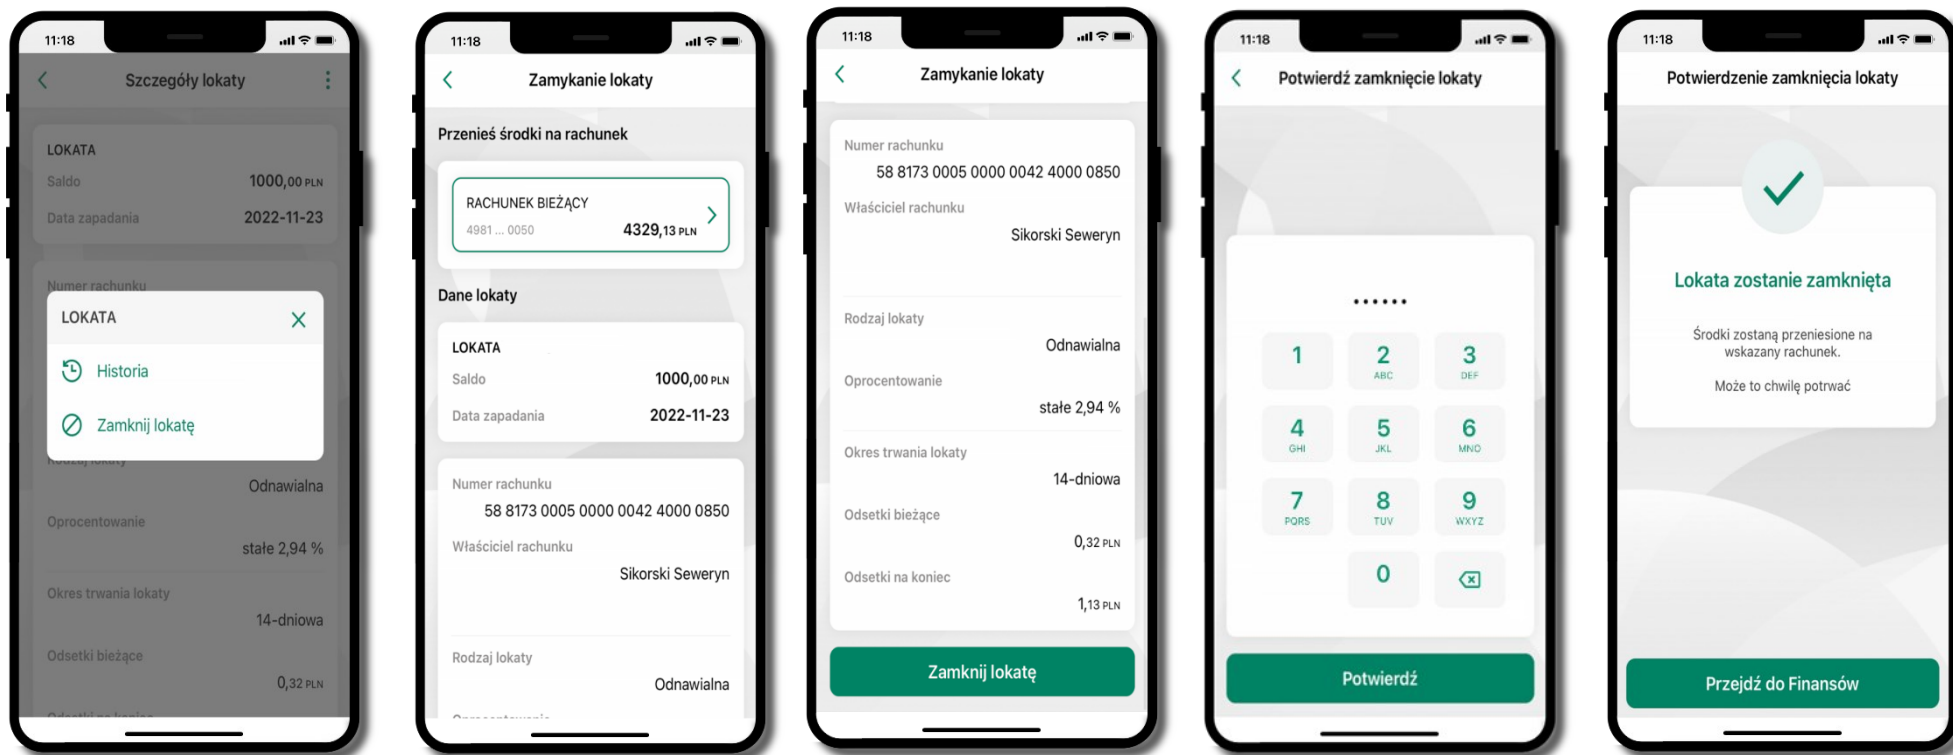 11:18
Szczegóły lokaty
LOKATA
Saldo
1000,00 PLN
Data zapadania
2022-11-23
Numer rachunku
LOKATA
Historia
Zamknij lokatę
Rodzaj lokaty
Odnawialna
Oprocentowanie
stałe 2,94 %
Okres trwania lokaty
14-dniowa
Odsetki bieżące
0,32 PLN
Odsetki na koniec
11:18
Zamykanie lokaty
Przenieś środki na rachunek
RACHUNEK BIEŻĄCY
4981 ... 0050
4329,13 PLN
Dane lokaty
LOKATA
Saldo
1000,00 PLN
Data zapadania
2022-11-23
Numer rachunku
58 8173 0005 0000 0042 4000 0850
Właściciel rachunku
Sikorski Seweryn
Rodzaj lokaty
Odnawialna
Oprocentowanie
11:18
Zamykanie lokaty
Numer rachunku
58 8173 0005 0000 0042 4000 0850
Właściciel rachunku
Sikorski Seweryn
Rodzaj lokaty
Odnawialna
Oprocentowanie
stałe 2,94 %
Okres trwania lokaty
14-dniowa
Odsetki bieżące
0,32 PLN
Odsetki na koniec
1,13 PLN
Zamknij lokatę
11:18
Potwierdź zamknięcie lokaty
••••••
1 2 3
ABC DEF
4 5 6
GHI JKL MNO
7 8 9
PQRS TUV WXYZ
0
Potwierdź
11:18
Potwierdzenie zamknięcia lokaty
Lokata zostanie zamknięta
Środki zostaną przeniesione na
wskazany rachunek.
Może to chwilę potrwać
Przejdź do Finansów